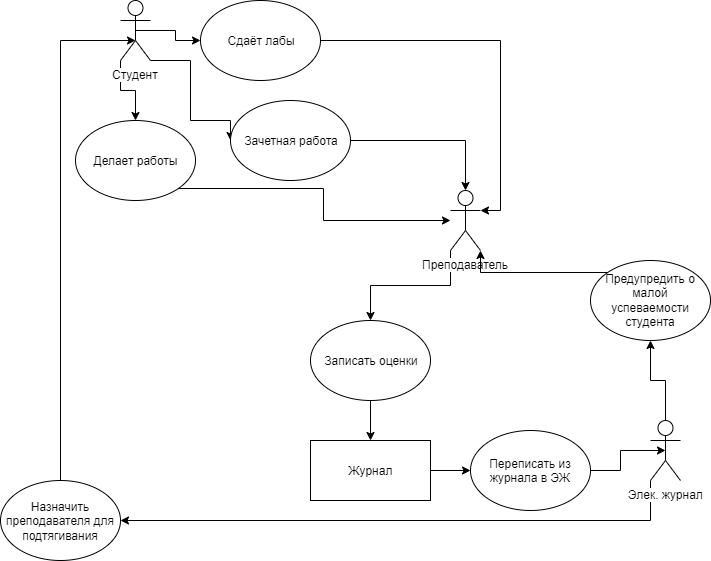 Сдаёт лабы
Студент
Зачетная работа
Делает работы
Преподаватель
Предупредить о
малой
успеваемости
студента
Записать оценки
Журнал
Переписать из
журнала в ЭЖ
Элек. журнал
Назначить
преподавателя для
подтягивания